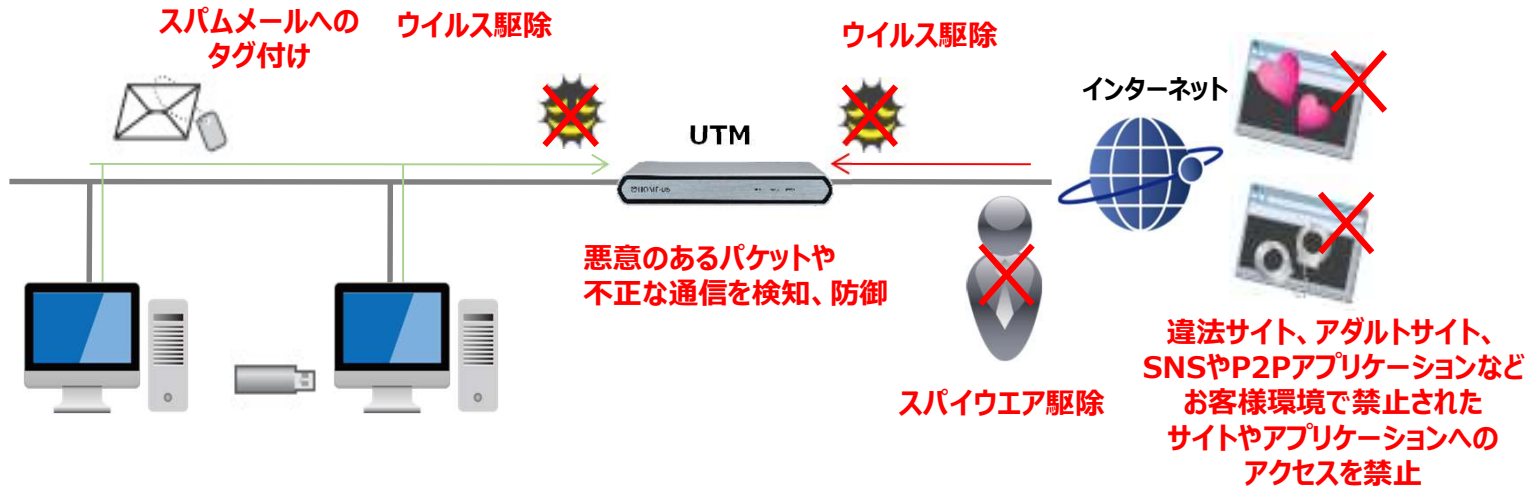 スパムメールへの
タグ付け
ウイルス駆除
ウイルス駆除
インターネット
UTM
悪意のあるパケットや
不正な通信を検知、防御
スパイウエア駆除
違法サイト、アダルトサイト、
SNSやP2Pアプリケーションなど
お客様環境で禁止された
サイトやアプリケーションへの
アクセスを禁止